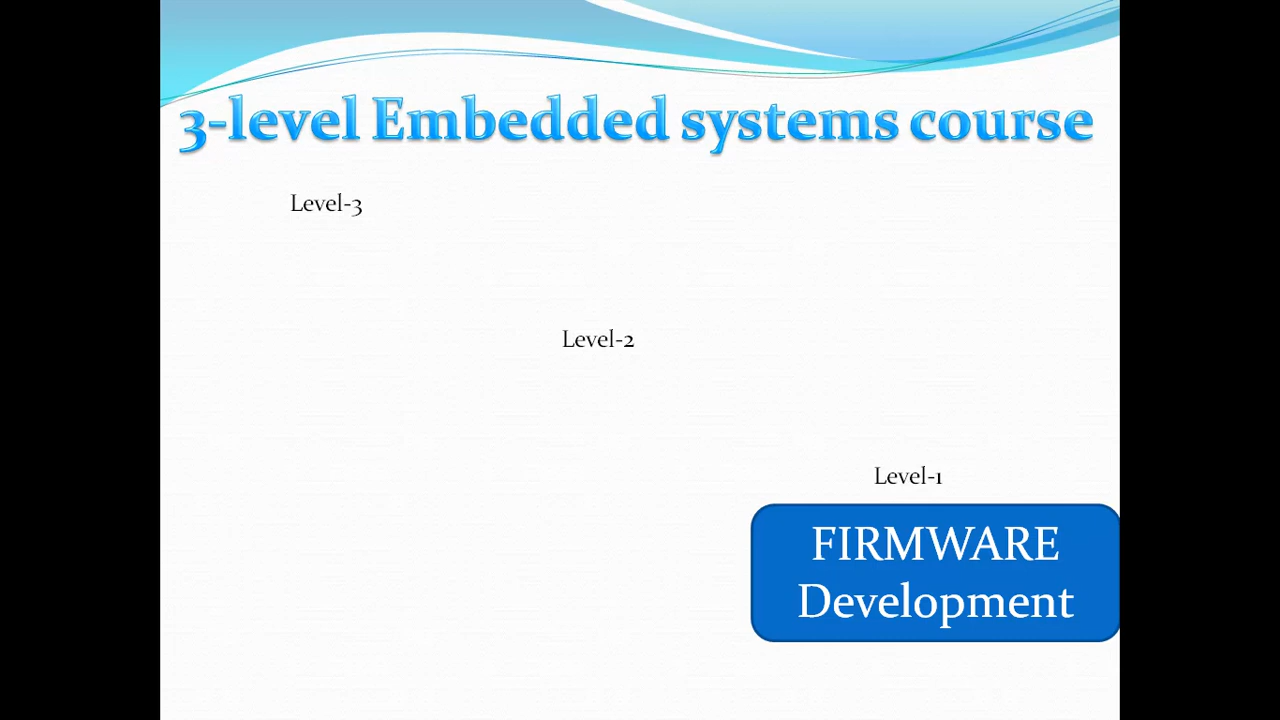 3-level Embedded systems course
Level-3
Level-2
Level-1
FIRMWARE
Development